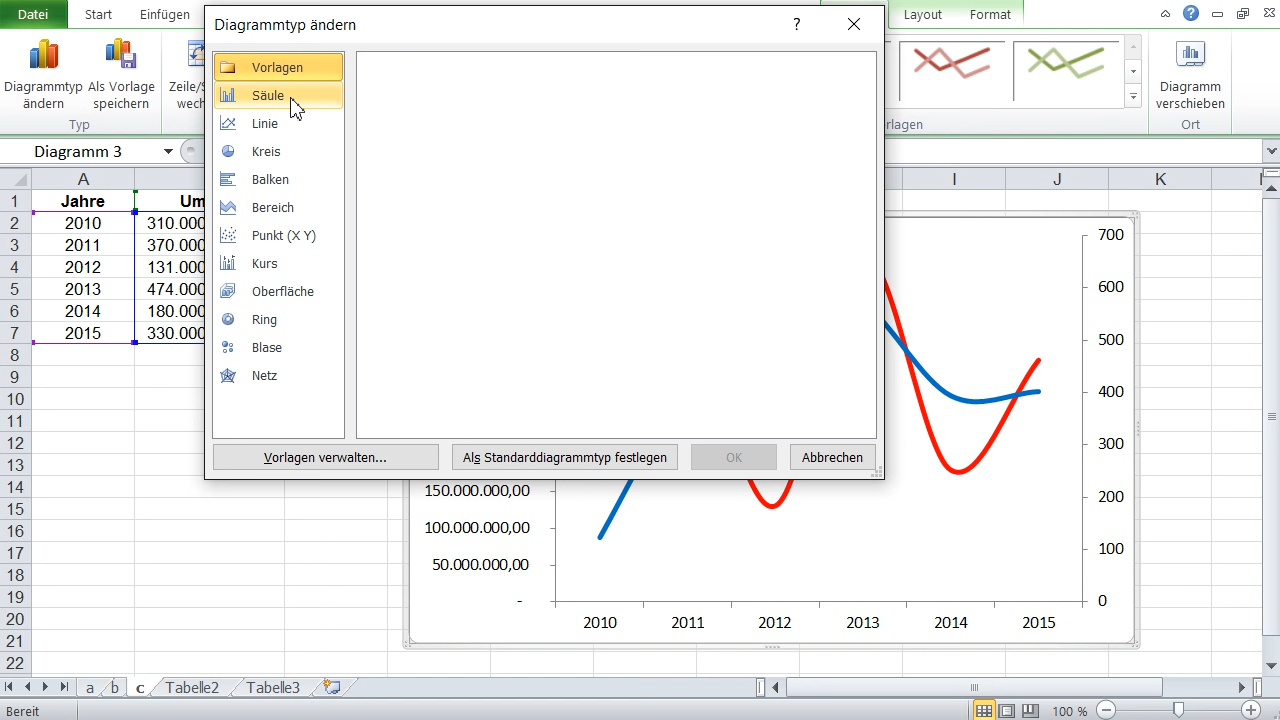 Datei Start Einfügen Layout Format
Diagrammtyp ändern ?
Diagrammtyp ändern
Als Vorlage speichern
Zeile/S
wech
Typ
rlagen
Diagramm verschieben
Ort
Diagramm 3
Vorlagen
Säule
Linie
Kreis
Balken
Bereich
Punkt (X Y)
Kurs
Oberfläche
Ring
Blase
Netz
Vorlagen verwalten... Als Standarddiagrammtyp festlegen OK Abbrechen
A I J K
1 Jahre Um
2 2010 310.000
3 2011 370.000
4 2012 131.000
5 2013 474.000
6 2014 180.000
7 2015 330.000
8
9
10
11
12
13
14
15
16
17
18
19
20
21
22
700
600
500
400
300
200
100
0
150.000.000,00
100.000.000,00
50.000.000,00
-
2010 2011 2012 2013 2014 2015
a b c Tabelle2 Tabelle3
Bereit 100 %